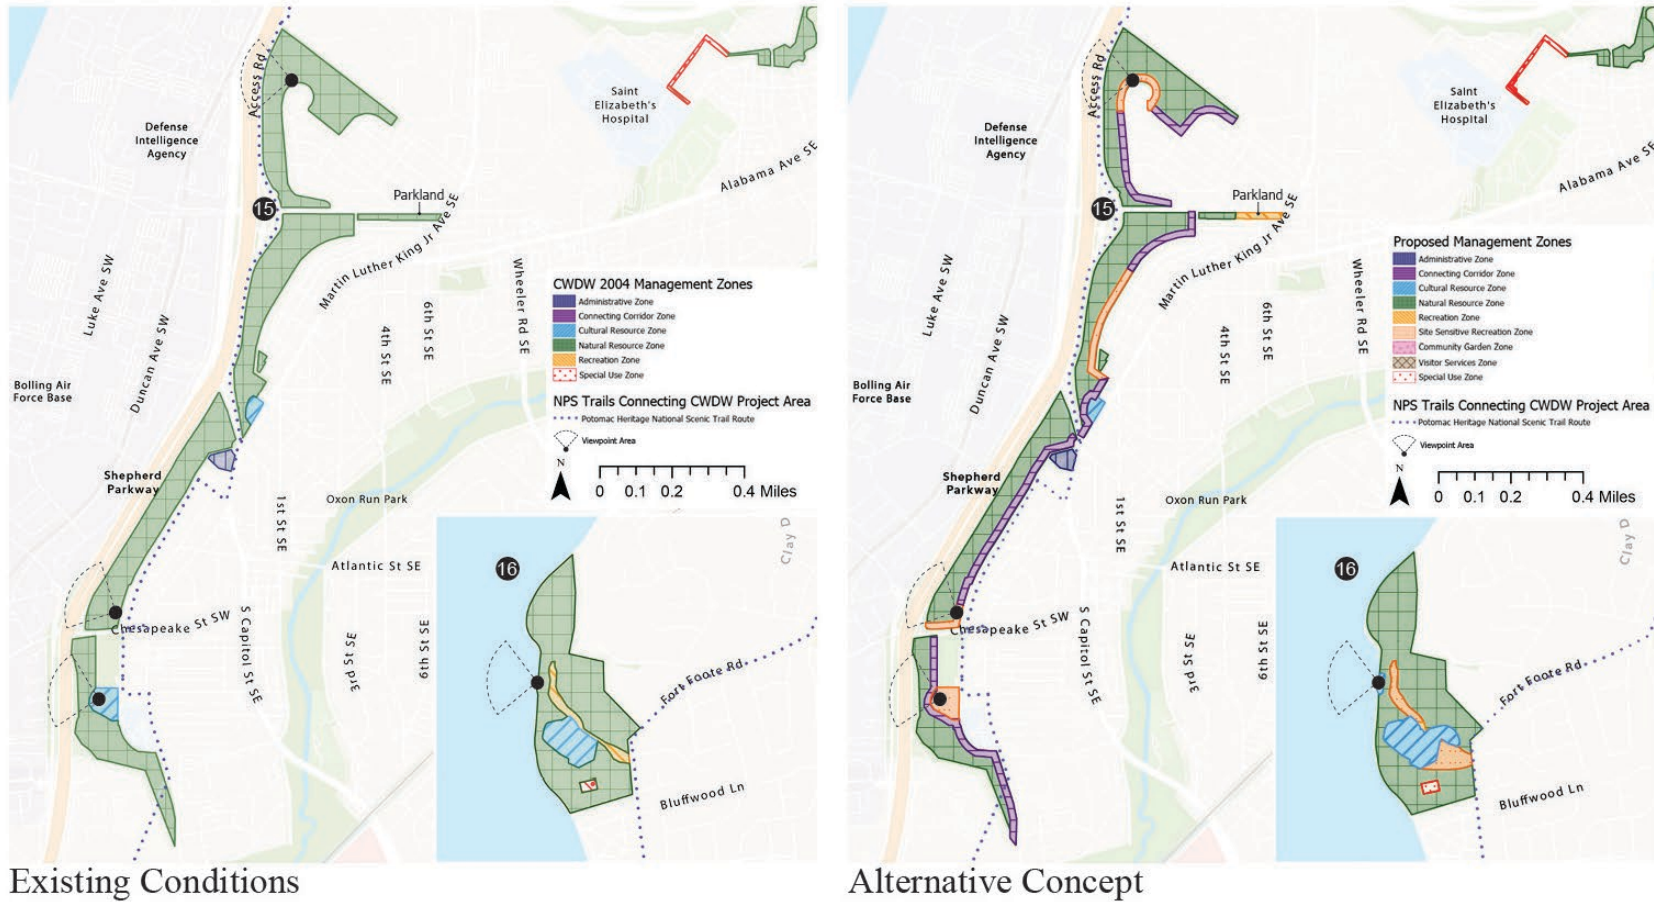 Access Rd
Saint
Elizabeth's
Hospital
Defense
Intelligence
Agency
Alabama Ave SE
Parkland
15
Martin Luther King Jr Ave SE
Luke Ave SW
Wheeler Rd SE
Duncan Ave SW
6th St SE
4th St SE
Bolling Air
Force Base
CWDW 2004 Management Zones
Administrative Zone
Connecting Corridor Zone
Cultural Resource Zone
Natural Resource Zone
Recreation Zone
Special Use Zone
NPS Trails Connecting CWDW Project Area
Potomac Heritage National Scenic Trail Route
Viewpoint Area
N
0 0.1 0.2 0.4 Miles
Shepherd
Parkway
1st St SE
Oxon Run Park
Atlantic St SE
Chesapeake St SW
S Capitol St SE
3rd St SE
9th St SE
16
Clay D
Fort Foote Rd
Bluffwood Ln
Existing Conditions
Access Rd
Saint
Elizabeth's
Hospital
Defense
Intelligence
Agency
Alabama Ave SE
Parkland
15
Martin Luther King Jr Ave SE
Luke Ave SW
Wheeler Rd SE
Duncan Ave SW
6th St SE
4th St SE
Bolling Air
Force Base
Proposed Management Zones
Administrative Zone
Connecting Corridor Zone
Cultural Resource Zone
Natural Resource Zone
Recreation Zone
Site Sensitive Recreation Zone
Community Garden Zone
Visitor Services Zone
Special Use Zone
NPS Trails Connecting CWDW Project Area
Potomac Heritage National Scenic Trail Route
Viewpoint Area
N
0 0.1 0.2 0.4 Miles
Shepherd
Parkway
1st St SE
Oxon Run Park
Atlantic St SE
Chesapeake St SW
S Capitol St SE
3rd St SE
9th St SE
16
Clay D
Fort Foote Rd
Bluffwood Ln
Alternative Concept